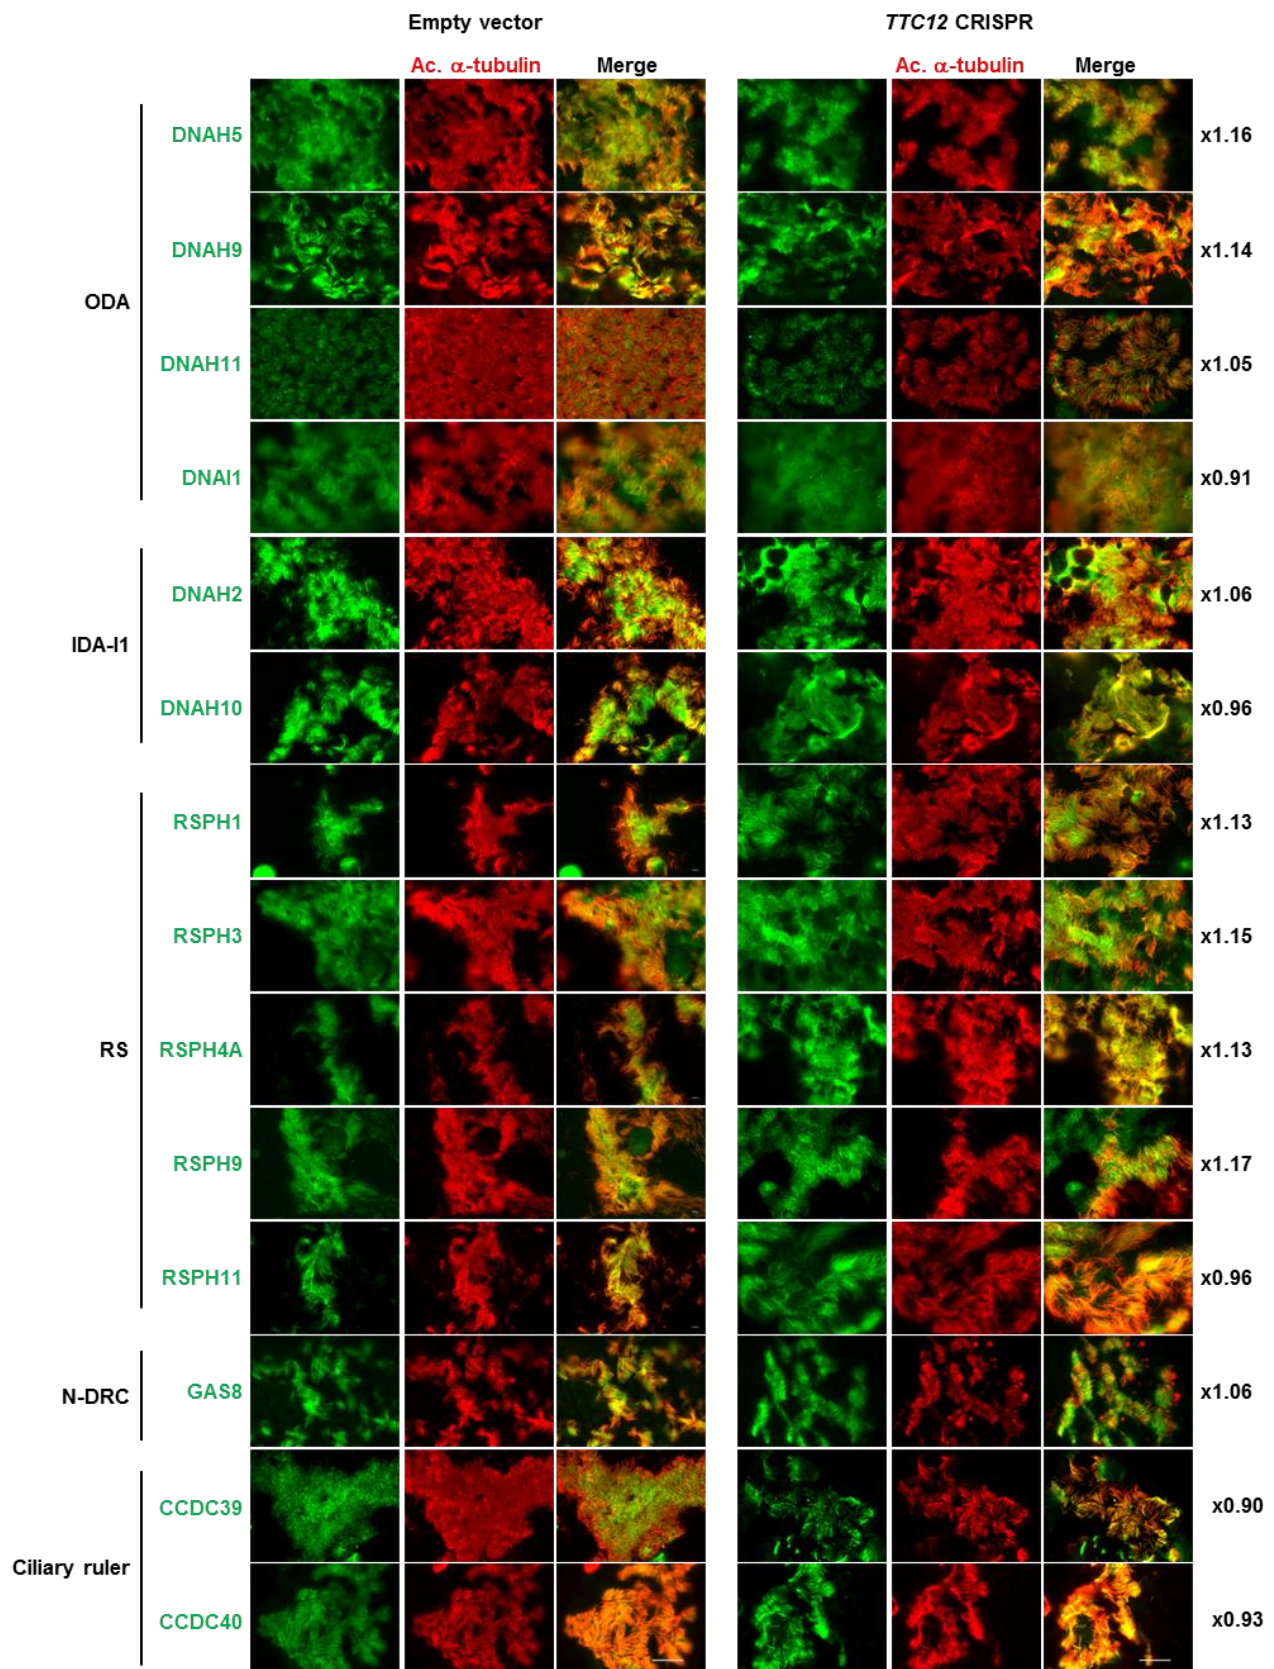 Empty vector TTC12 CRISPR
Ac. α-tubulin Merge Ac. α-tubulin Merge
DNAH5 x1.16
DNAH9 x1.14
ODA
DNAH11 x1.05
DNAI1 x0.91
DNAH2 x1.06
IDA-I1
DNAH10 x0.96
RSPH1 x1.13
RSPH3 x1.15
RS RSPH4A x1.13
RSPH9 x1.17
RSPH11 x0.96
N-DRC GAS8 x1.06
CCDC39 x0.90
Ciliary ruler
CCDC40 x0.93